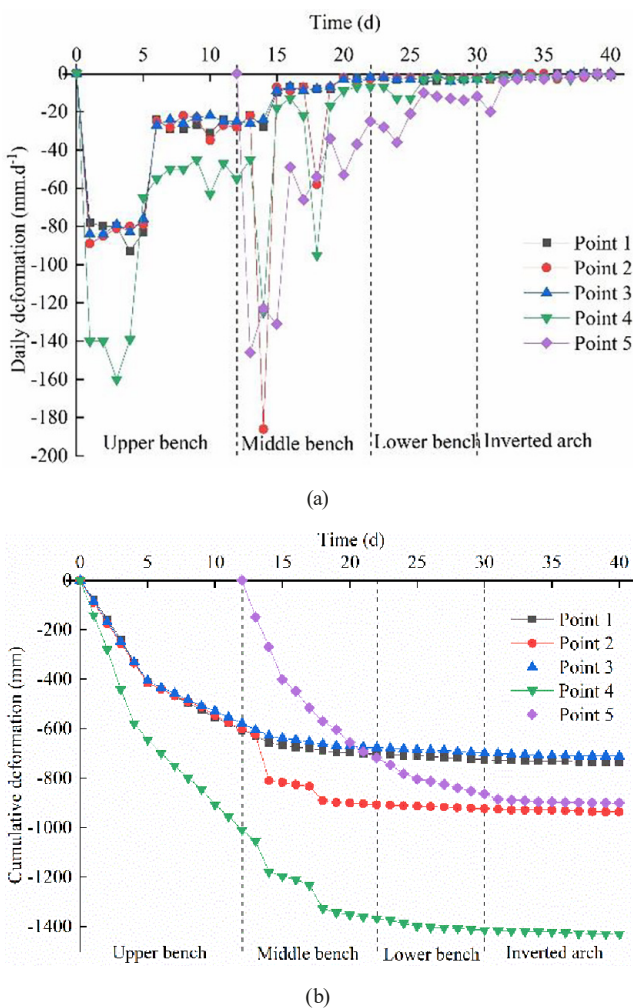 Time (d)
0 5 10 15 20 25 30 35 40
0
-20
-40
-60
-80
-100
-120
-140
-160
-180
-200
Daily deformation (mm.d-1)
Point 1
Point 2
Point 3
Point 4
Point 5
Upper bench Middle bench Lower bench Inverted arch
(a)
Time (d)
0 5 10 15 20 25 30 35 40
0
-200
-400
-600
-800
-1000
-1200
-1400
Cumulative deformation (mm)
Point 1
Point 2
Point 3
Point 4
Point 5
Upper bench Middle bench Lower bench Inverted arch
(b)